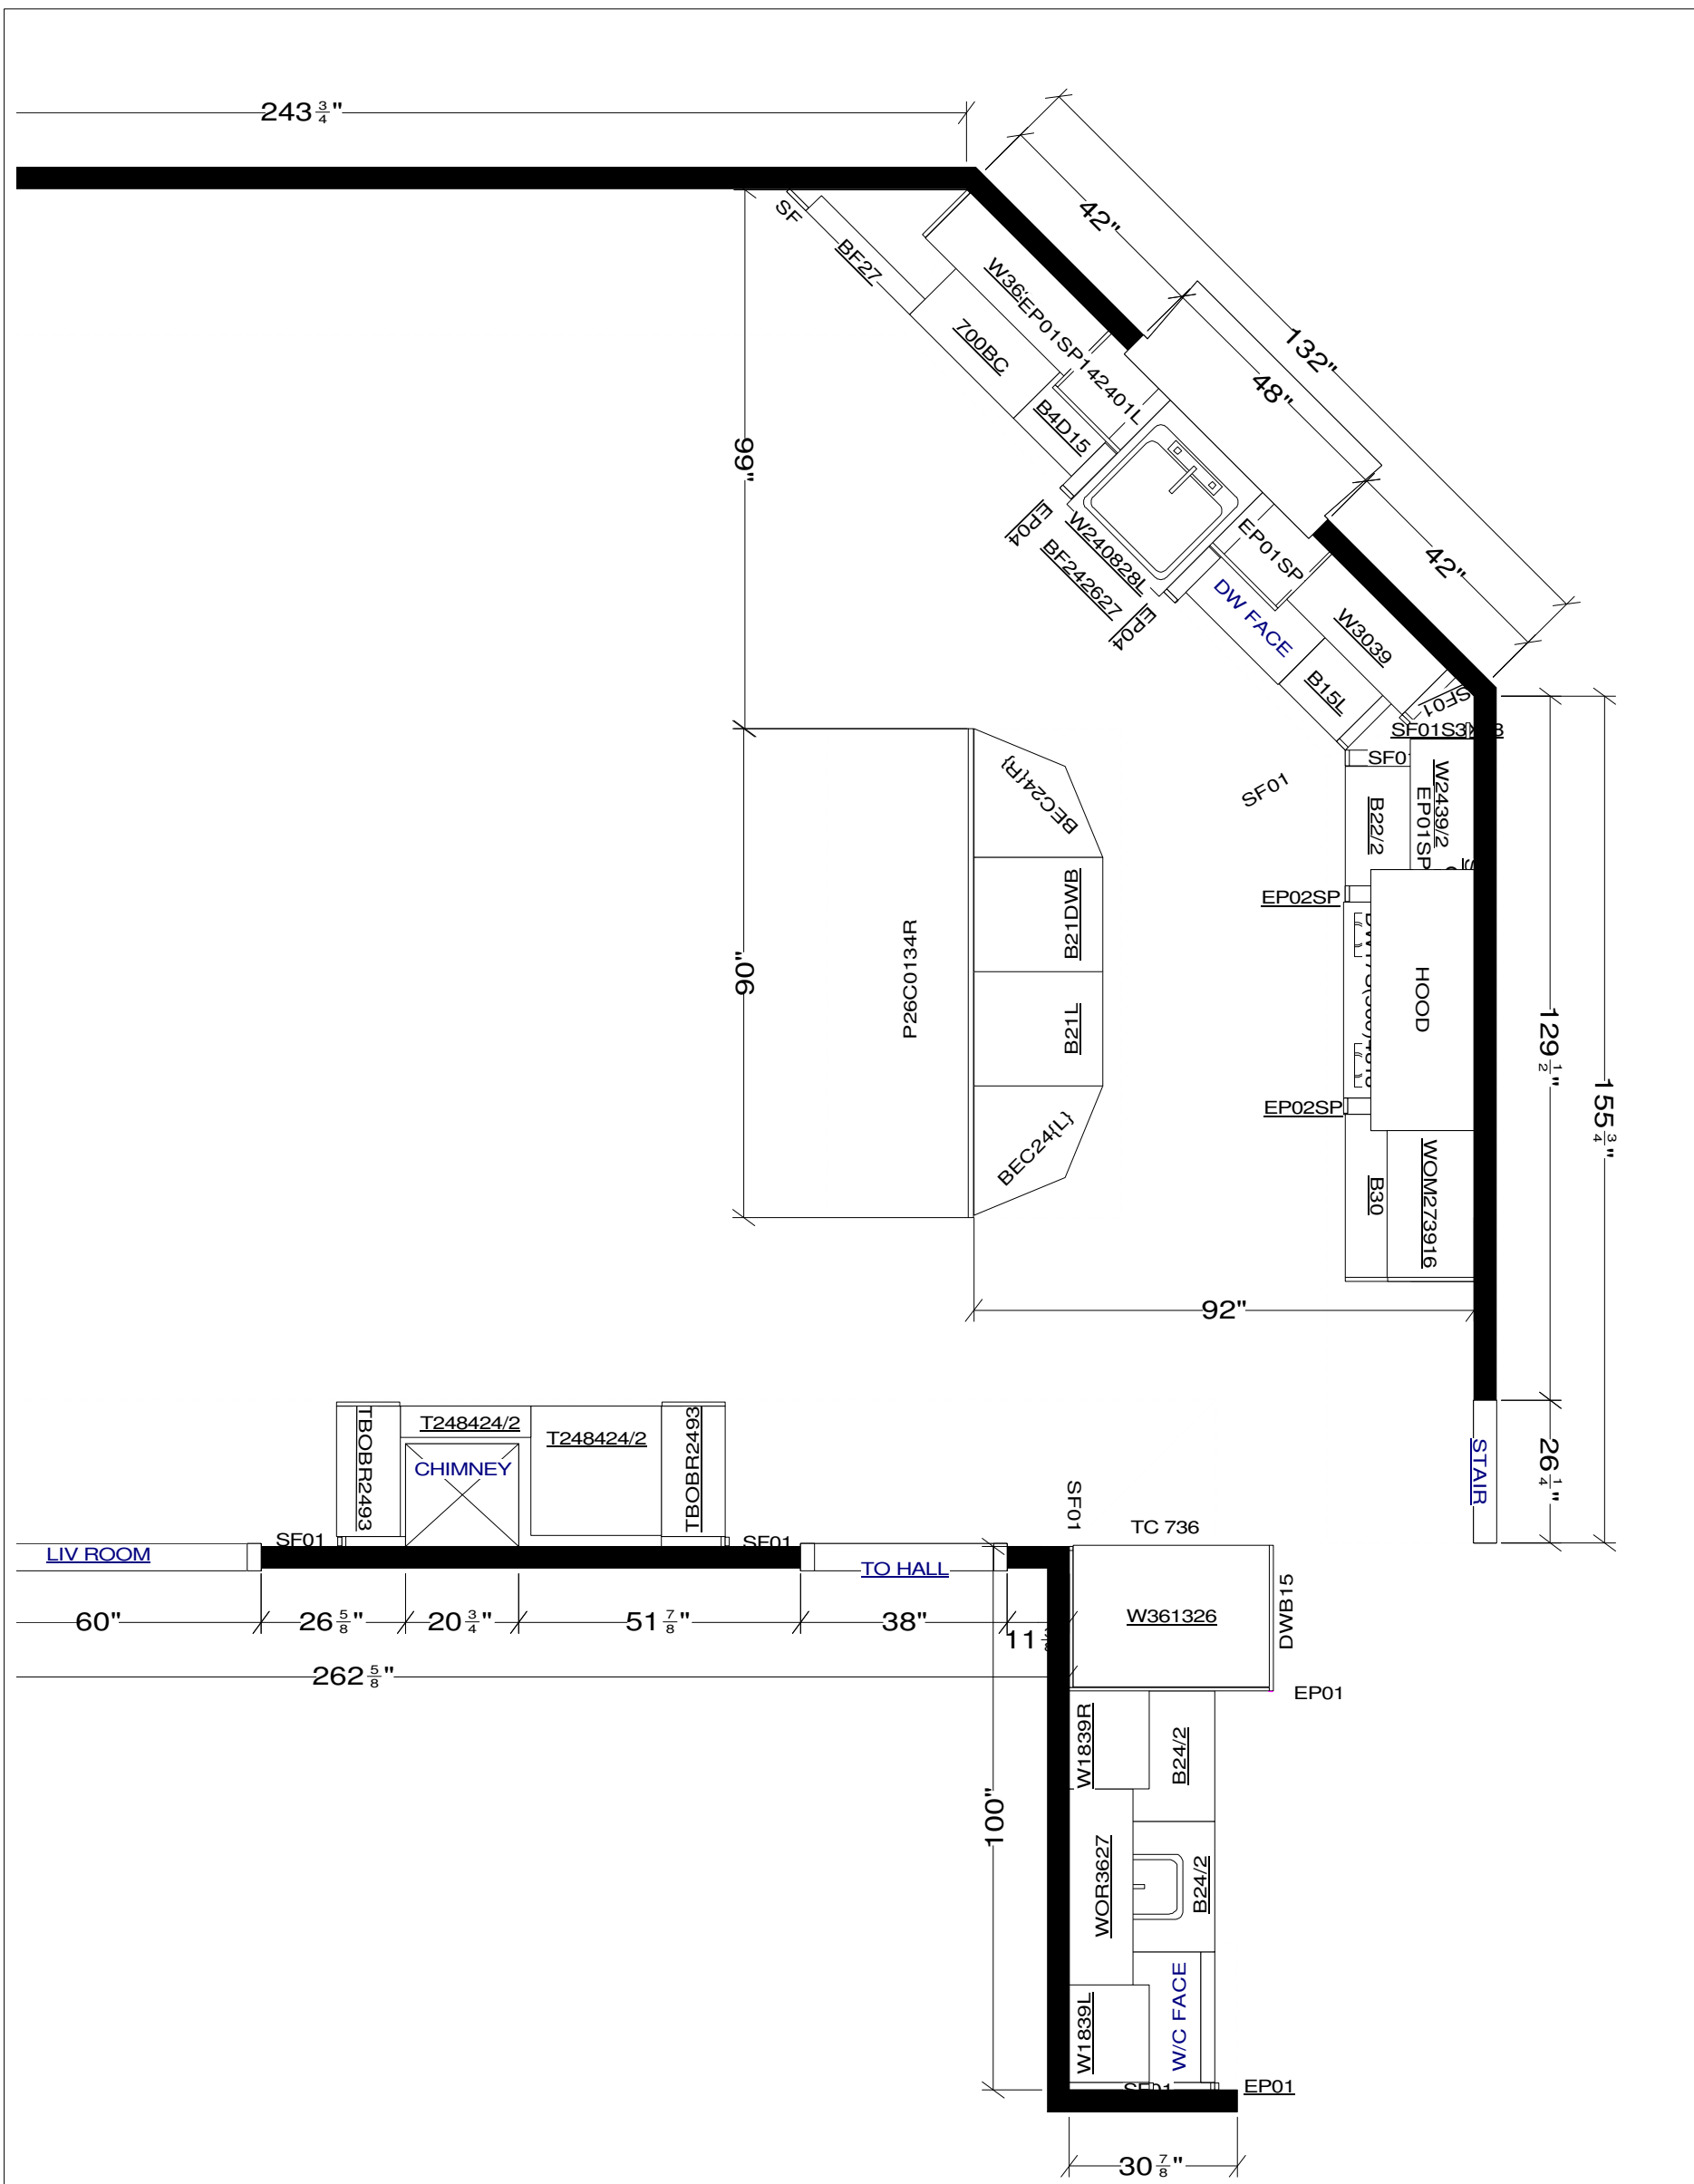 243 3/4"
42"
132"
48"
42"
SF
BF27
W36
EP01SP142401L
700BC
B4D15
EP04
W240828L
BF242627
EP04
EP01SP
DW FACE
W3039
B15L
SF01
SF01S3
SF01
SF01
99"
W2439/2
EP01SP
B22/2
EP02SP
HOOD
EP02SP
B30
WOM273916
129 1/2"
155 3/4"
BEC24{R}
B21DWB
B21L
BEC24{L}
P26C0134R
90"
92"
26 1/4"
STAIR
TBOBR2493
T248424/2
CHIMNEY
T248424/2
TBOBR2493
SF01
SF01
LIV ROOM
TO HALL
SF01
TC 736
W361326
DWB15
EP01
60"
26 5/8"
20 3/4"
51 7/8"
38"
11
262 5/8"
100"
W1839R
B24/2
WOR3627
B24/2
W1839L
W/C FACE
SF01
EP01
30 7/8"